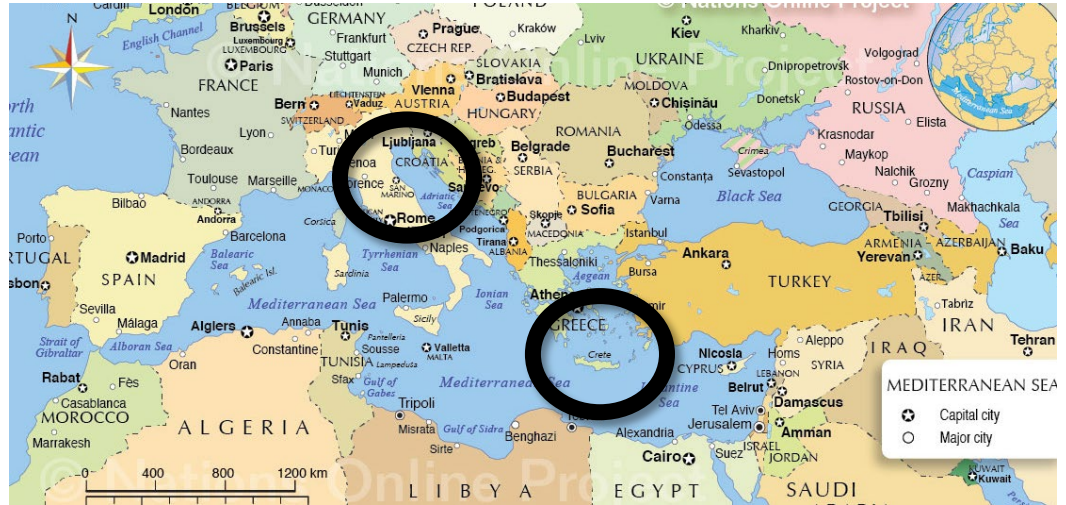 © Nations Online Project
London
BELGIUM
Brussels
Luxembourg
LUXEMBOURG
English Channel
Paris
FRANCE
GERMANY
Frankfurt
Stuttgart
Munich
Prague
CZECH REP.
Kraków
Lviv
Kiev
Kharkiv
UKRAINE
Dnipropetrovsk
Donetsk
Volgograd
Rostov-on-Don
RUSSIA
Elista
Mediterranean Sea
N
Nantes
Lyon
Bordeaux
Toulouse
Marseille
Bern
SWITZERLAND
LIECHTENSTEIN
Vaduz
Vienna
AUSTRIA
SLOVAKIA
Bratislava
Budapest
HUNGARY
MOLDOVA
Chişinău
Odessa
ROMANIA
Bucharest
Constanța
Crimea
Sevastopol
Krasnodar
Maykop
Nalchik
Grozny
Makhachkala
Caspian
Sea
Black Sea
Ljubljana
CROATIA
Belgrade
SERBIA
BULGARIA
Sofia
Varna
Skopje
MACEDONIA
Podgorica
Tirana
ALBANIA
SAN
MARINO
Adriatic
Sea
Rome
Naples
Corsica
Sardinia
Tyrrhenian
Sea
Palermo
Sicily
Ionian
Sea
Bilbao
ANDORRA
Andorra
Barcelona
Balearic
Sea
Balearic Isl.
Porto
Madrid
SPAIN
Sevilla
Málaga
Strait of
Gibraltar
Alboran Sea
Mediterranean Sea
Thessaloniki
Aegean
GREECE
Crete
Istanbul
Bursa
Ankara
TURKEY
GEORGIA
Tbilisi
ARMENIA
Yerevan
AZERBAIJAN
AZER.
Baku
Tabriz
IRAN
Tehran
IRAQ
Aleppo
Homs
SYRIA
Nicosia
CYPRUS
LEBANON
Beirut
Damascus
Tel Aviv
Jerusalem
ISRAEL
Amman
JORDAN
Algiers
Annaba
Constantine
Oran
Tunis
TUNISIA
Sousse
Sfax
Pantelleria
Lampedusa
Gulf of
Gabes
Valletta
MALTA
Rabat
Fès
Casablanca
MOROCCO
Marrakesh
ALGERIA
Tripoli
Misrata
Gulf of Sidra
Sirte
Benghazi
LIBYA
Alexandria
Cairo
Suez
EGYPT
SAUDI
KUWAIT
Kuwait
0 400 800 1200 km
MEDITERRANEAN SEA
Capital city
Major city
© Nations Online Project